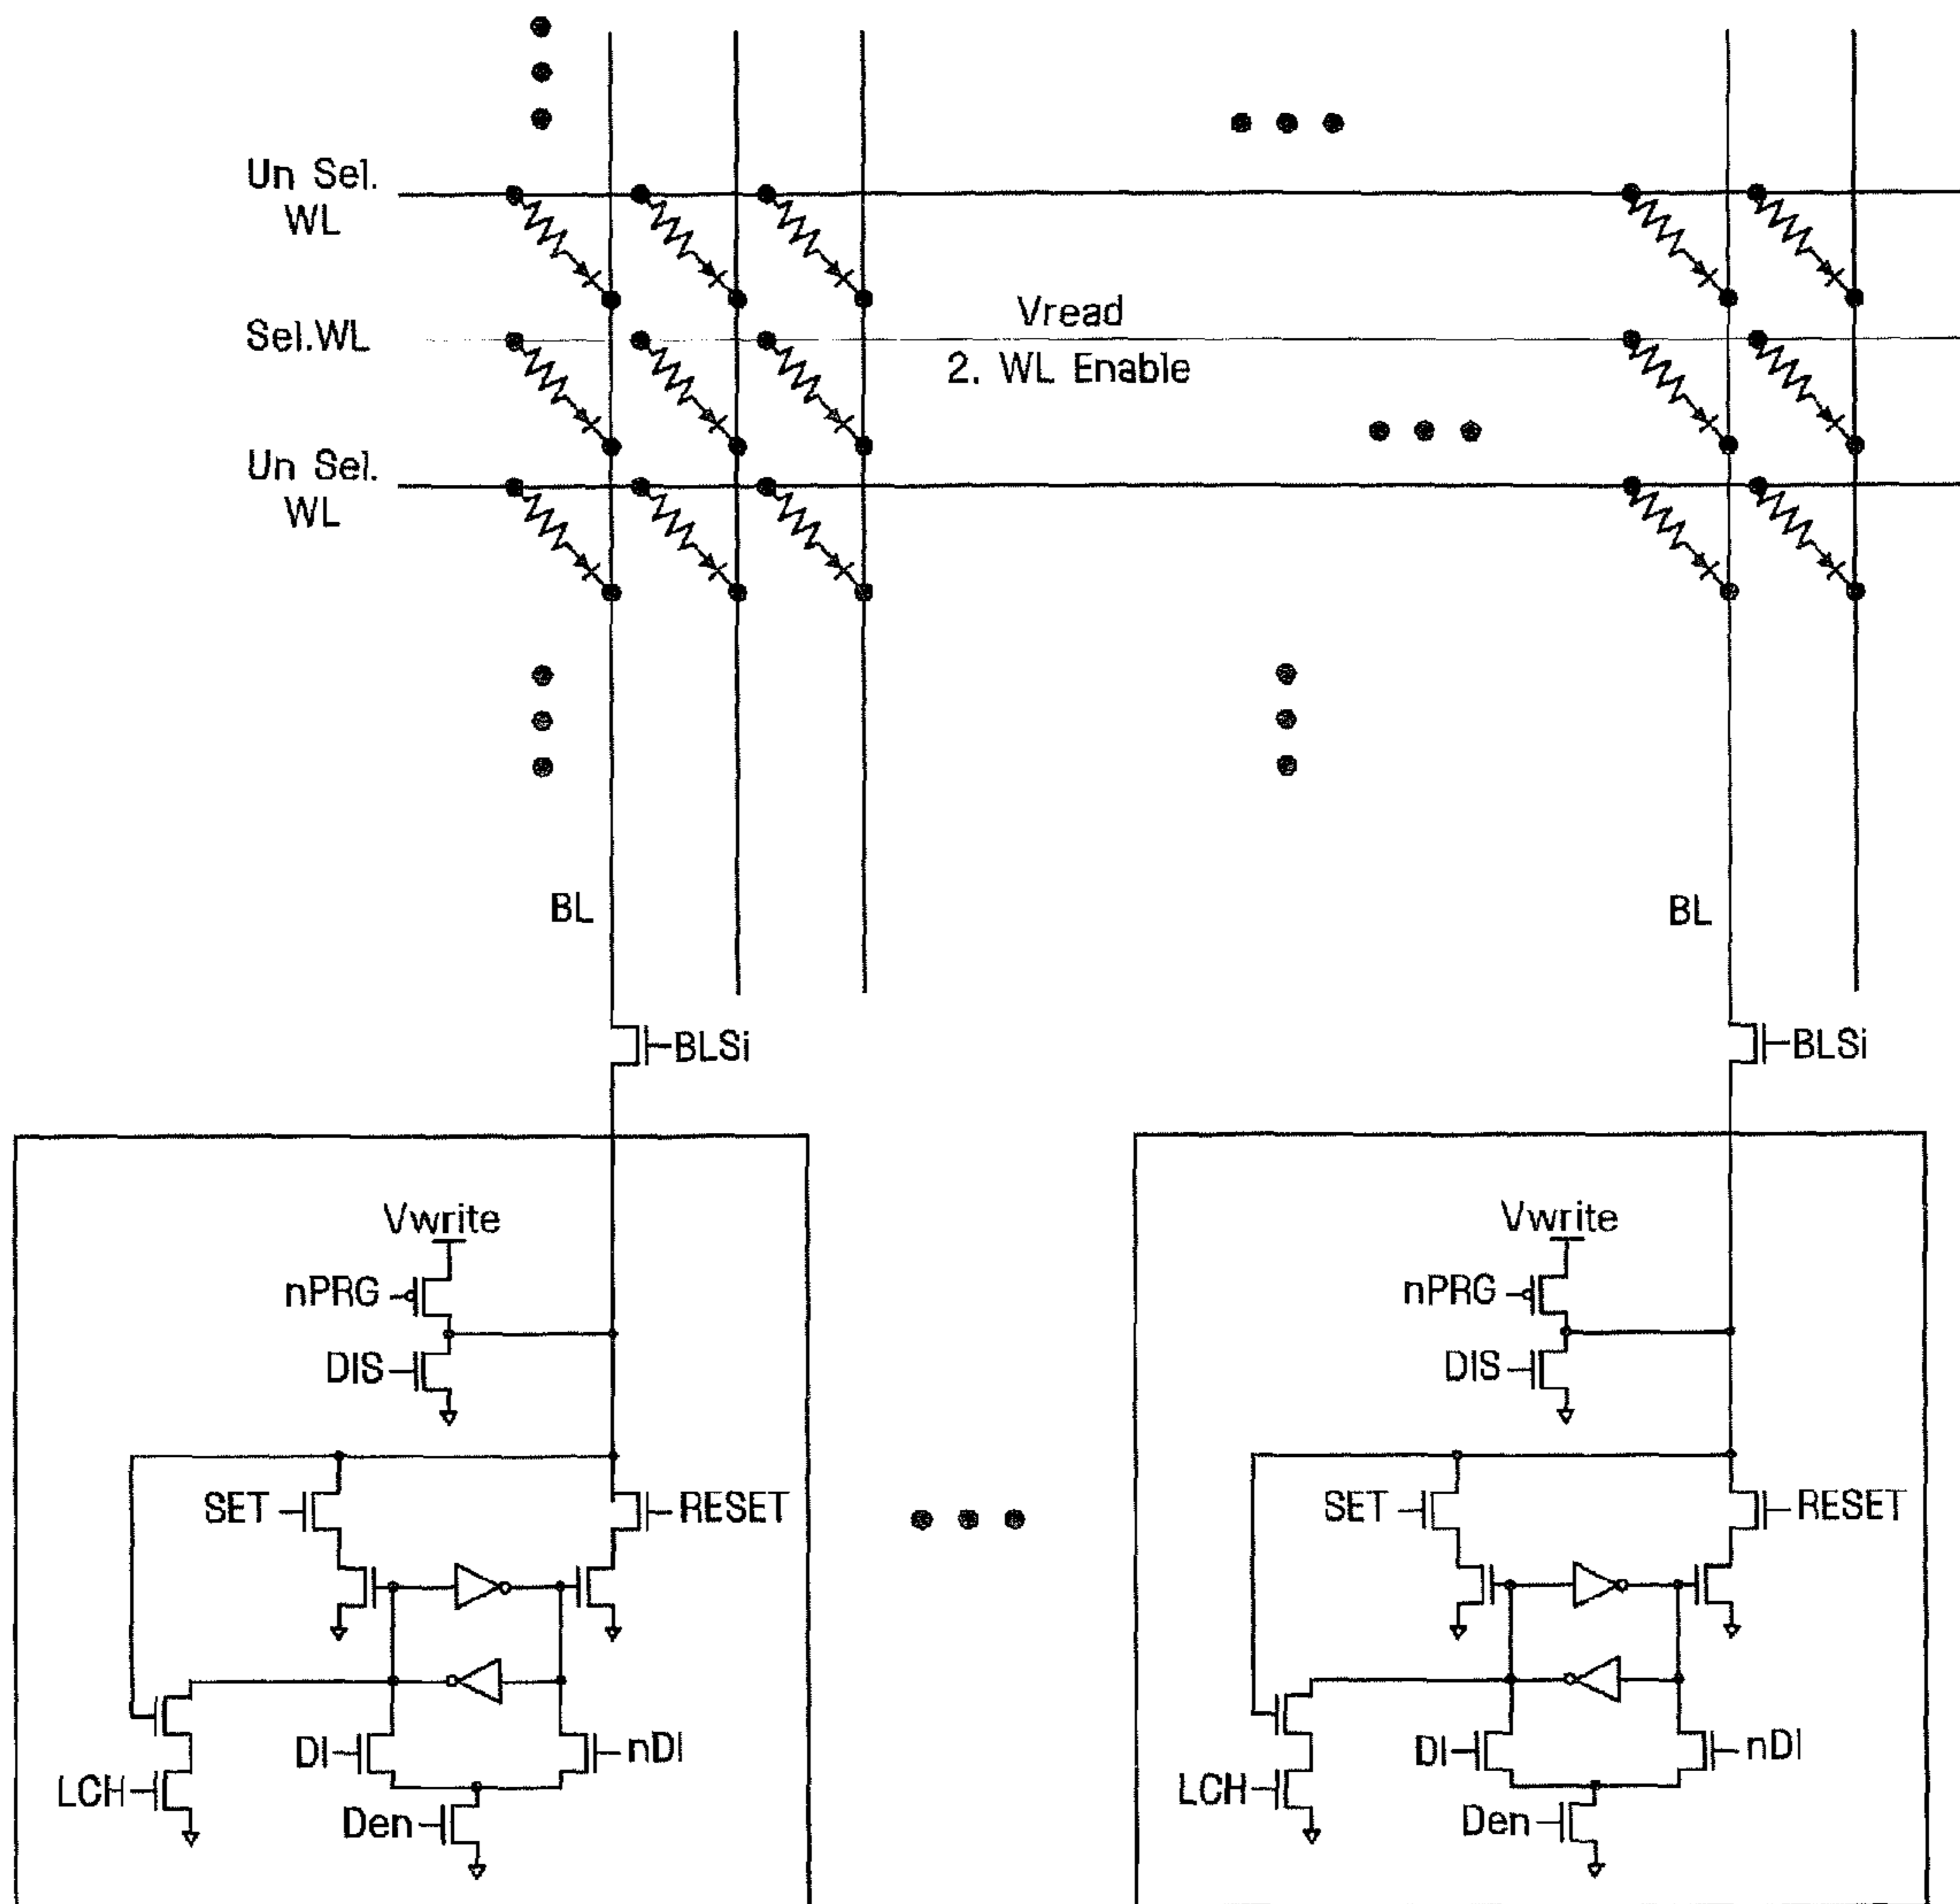 Un Sel.
WL
Sel.WL
Vread
2. WL Enable
Un Sel.
WL
BL
BL
BLSi
BLSi
Vwrite
nPRG
DIS
SET
RESET
DI
nDI
LCH
Den
Vwrite
nPRG
DIS
SET
RESET
DI
nDI
LCH
Den